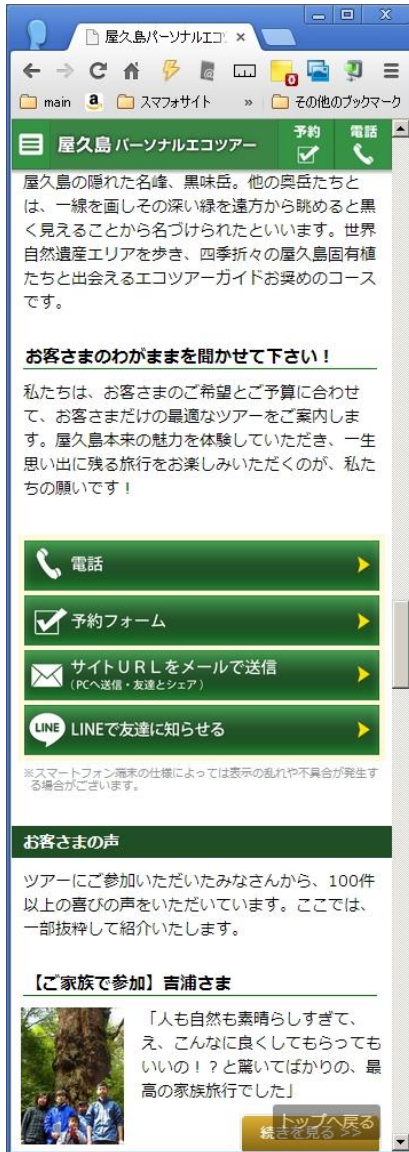 屋久島パーソナルエコ
main
スマフォサイト
»
その他のブックマーク
屋久島 パーソナルエコツアー
予約
電話
屋久島の隠れた名峰、黒味岳。他の奥岳たちと
は、一線を画しその深い緑を遠方から眺めると黒
く見えることから名づけられたといいます。世界
自然遺産エリアを歩き、四季折々の屋久島固有植
たちと出会えるエコツアーガイドお奨めのコース
です。
お客さまのわがままを聞かせて下さい！
私たちは、お客さまのご希望とご予算に合わせ
て、お客さまだけの最適なツアーをご案内しま
す。屋久島本来の魅力を体験していただき、一生
思い出に残る旅行をお楽しみいただくのが、私た
ちの願いです！
電話
予約フォーム
サイトＵＲＬをメールで送信
（PCへ送信・友達とシェア）
LINE LINEで友達に知らせる
※スマートフォン端末の仕様によっては表示の乱れや不具合が発生す
る場合がございます。
お客さまの声
ツアーにご参加いただいたみなさんから、100件
以上の喜びの声をいただいています。ここでは、
一部抜粋して紹介いたします。
【ご家族で参加】吉浦さま
「人も自然も素晴らしすぎて、
え、こんなに良くしてもらっても
いいの！？と驚いてばかりの、最
高の家族旅行でした」
トップへ戻る
続きを見る >>